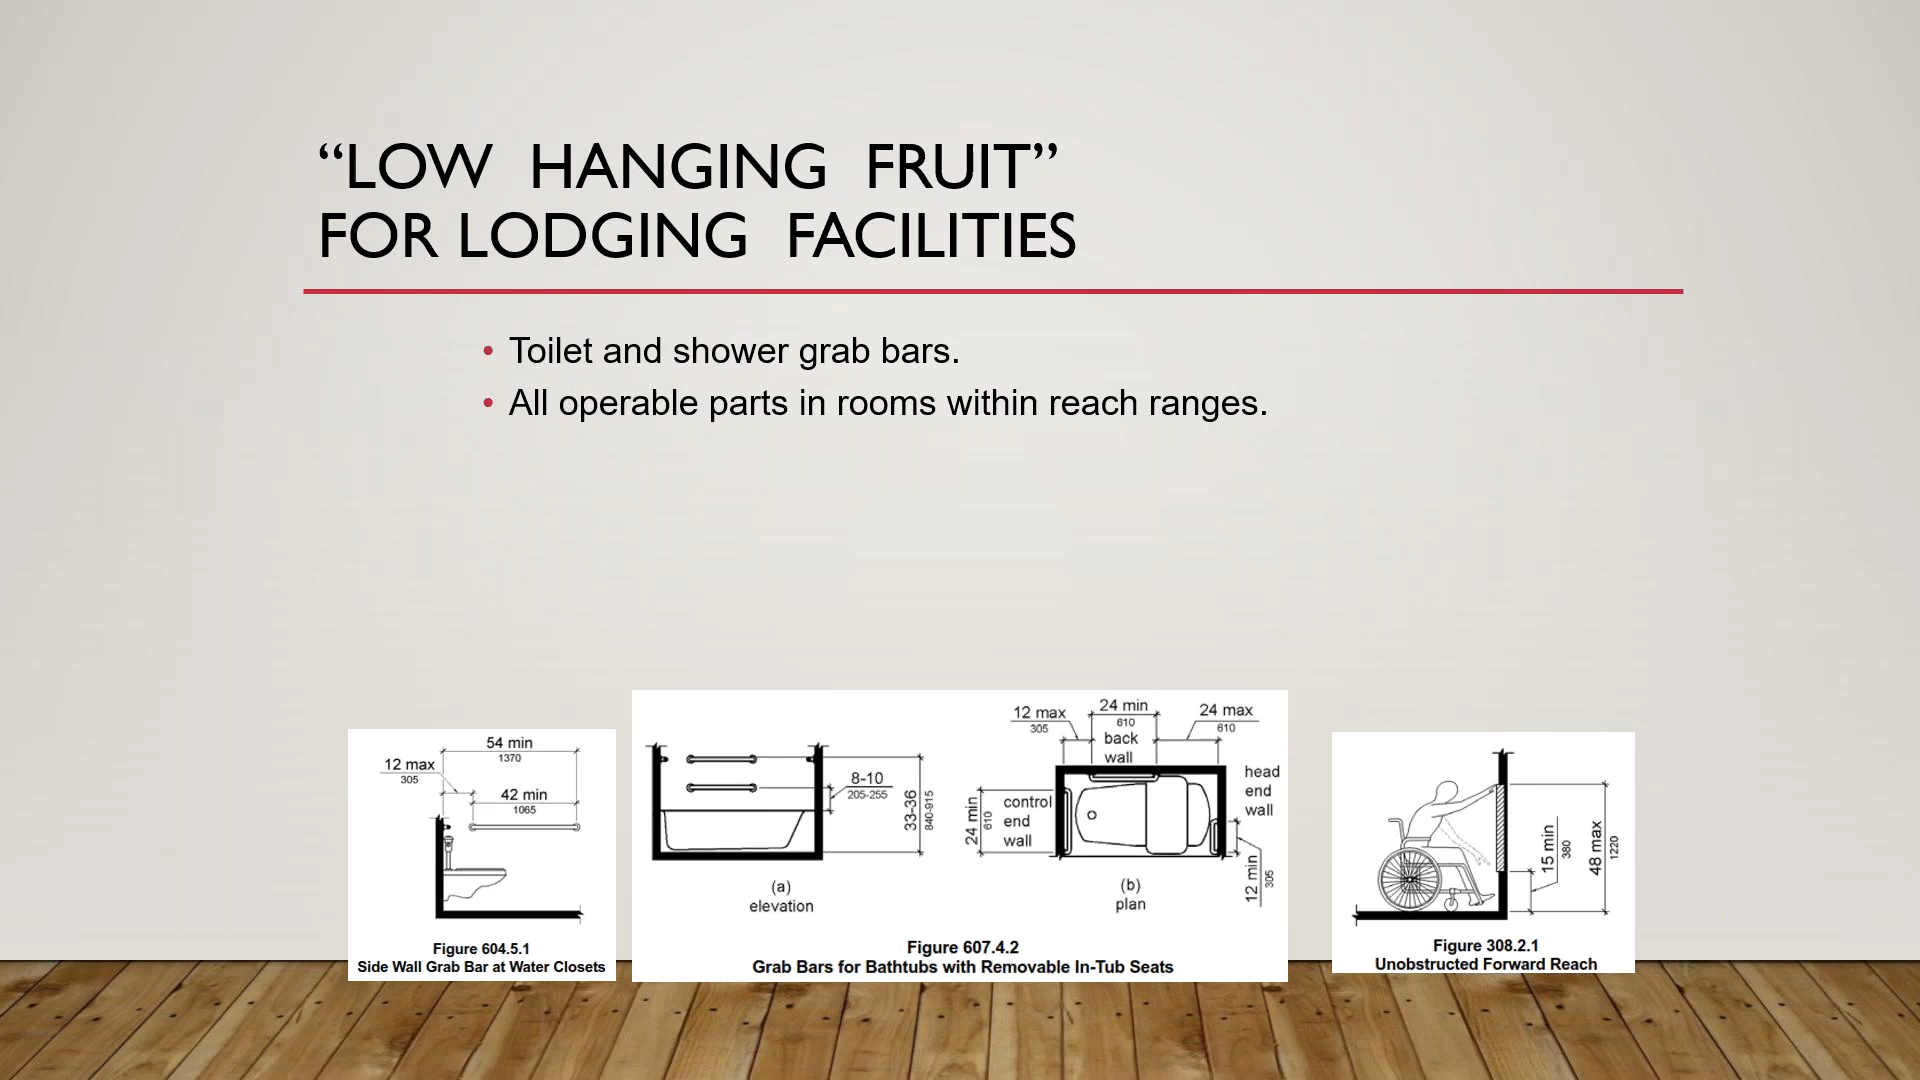 “LOW HANGING FRUIT”
FOR LODGING FACILITIES
• Toilet and shower grab bars.
• All operable parts in rooms within reach ranges.
54 min
1370
12 max
305
42 min
1065
Figure 604.5.1
Side Wall Grab Bar at Water Closets
8-10
205-255
33-36
840-915
(a)
elevation
12 max
305
24 min
610
24 max
610
back
wall
head
end
wall
control
end
wall
24 min
610
12 min
305
(b)
plan
Figure 607.4.2
Grab Bars for Bathtubs with Removable In-Tub Seats
15 min
380
48 max
1220
Figure 308.2.1
Unobstructed Forward Reach